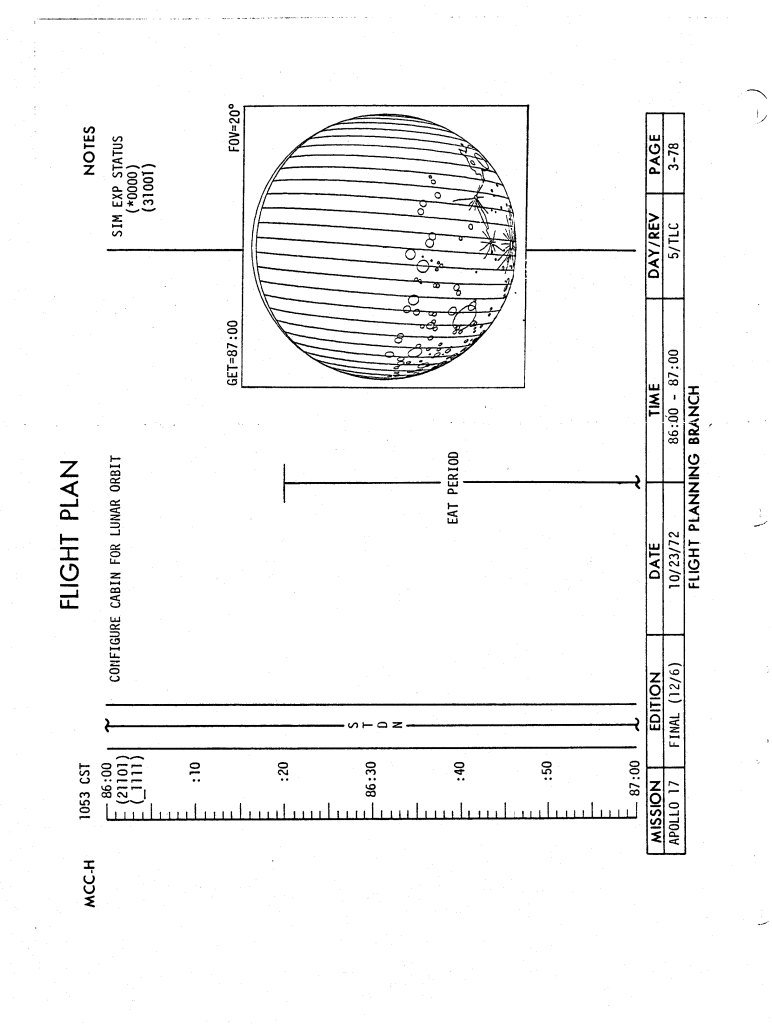 FLIGHT PLAN
MCC-H
NOTES
1053 CST
86:00
(21101)
(_1111)
:10
:20
86:30
:40
:50
87:00
S T D N
CONFIGURE CABIN FOR LUNAR ORBIT
EAT PERIOD
SIM EXP STATUS
(*0000)
(31001)
GET=87:00 FOV=20°
MISSION EDITION DATE TIME DAY/REV PAGE
APOLLO 17 FINAL (12/6) 10/23/72 86:00 - 87:00 5/TLC 3-78
FLIGHT PLANNING BRANCH